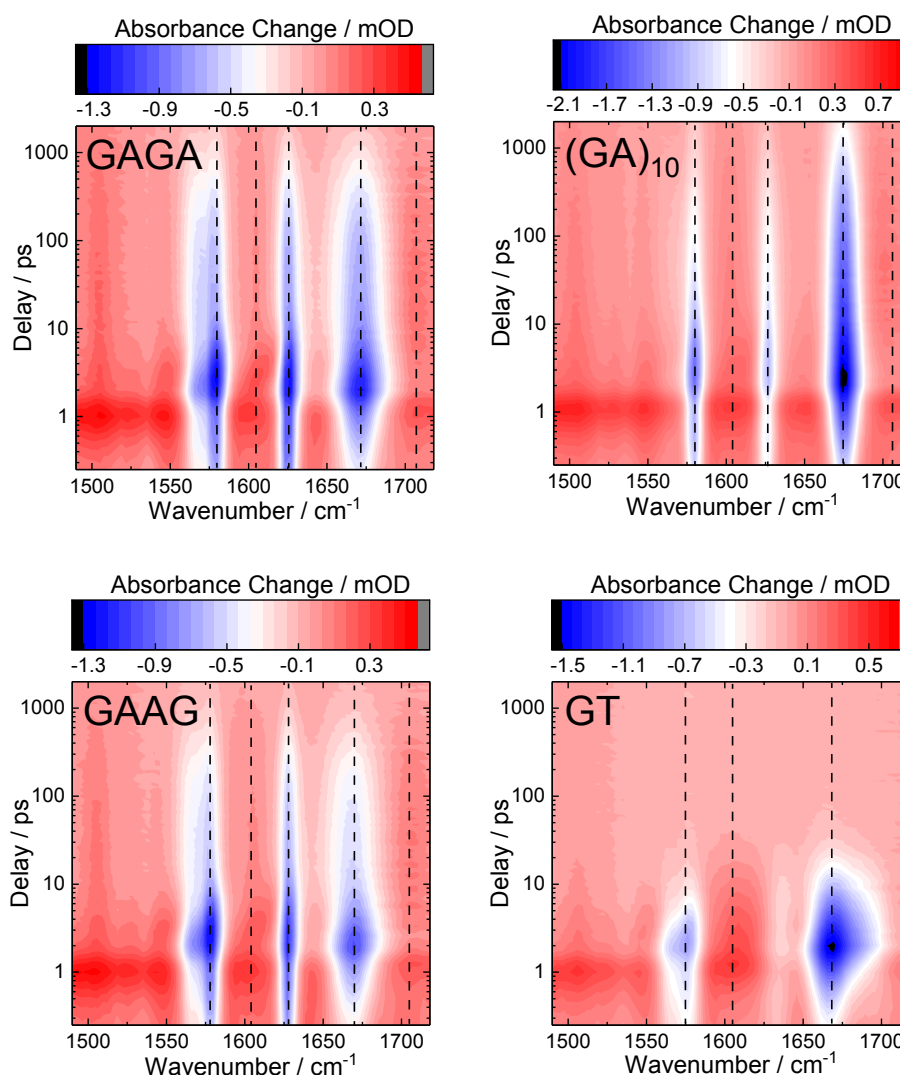 Absorbance Change / mOD
-1.3 -0.9 -0.5 -0.1 0.3
GAGA
1000
100
10
1
Delay / ps
1500 1550 1600 1650 1700
Wavenumber / cm⁻¹
Absorbance Change / mOD
-2.1 -1.7 -1.3 -0.9 -0.5 -0.1 0.3 0.7
(GA)₁₀
1000
100
10
1
Delay / ps
1500 1550 1600 1650 1700
Wavenumber / cm⁻¹
Absorbance Change / mOD
-1.3 -0.9 -0.5 -0.1 0.3
GAAG
1000
100
10
1
Delay / ps
1500 1550 1600 1650 1700
Wavenumber / cm⁻¹
Absorbance Change / mOD
-1.5 -1.1 -0.7 -0.3 0.1 0.5
GT
1000
100
10
1
Delay / ps
1500 1550 1600 1650 1700
Wavenumber / cm⁻¹